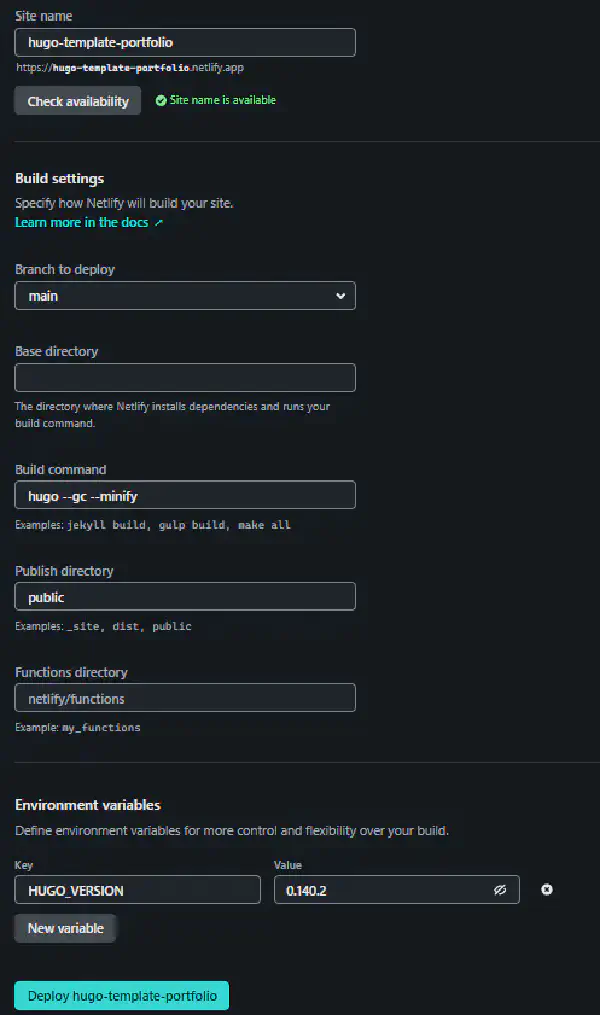 Site name
hugo-template-portfolio
https://hugo-template-portfolio.netlify.app
Check availability
Site name is available
Build settings
Specify how Netlify will build your site.
Learn more in the docs ↗
Branch to deploy
main
Base directory
The directory where Netlify installs dependencies and runs your
build command.
Build command
hugo --gc --minify
Examples: jekyll build, gulp build, make all
Publish directory
public
Examples: _site, dist, public
Functions directory
netlify/functions
Example: my_functions
Environment variables
Define environment variables for more control and flexibility over your build.
Key Value
HUGO_VERSION 0.140.2
New variable
Deploy hugo-template-portfolio